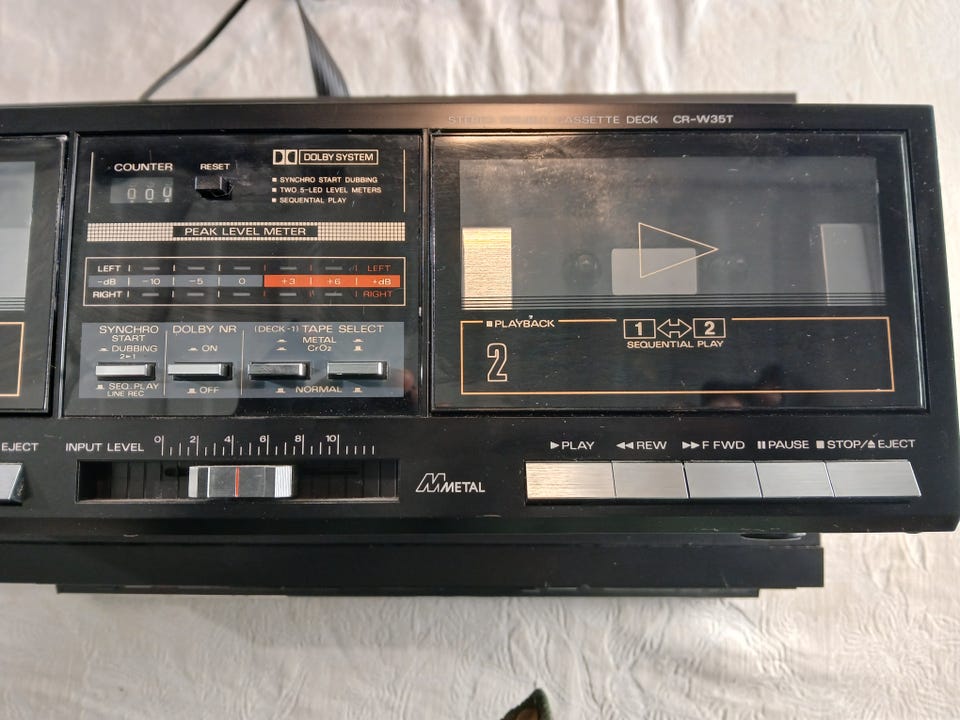 STEREO DOUBLE CASSETTE DECK CR-W35T
COUNTER
RESET
DOLBY SYSTEM
■ SYNCHRO START DUBBING
■ TWO 5-LED LEVEL METERS
■ SEQUENTIAL PLAY
PEAK LEVEL METER
LEFT LEFT
-dB -10 -5 0 +3 +6 +dB
RIGHT RIGHT
SYNCHRO START
DUBBING
2▸1
SEQ. PLAY
LINE REC
DOLBY NR
ON
OFF
(DECK-1) TAPE SELECT
METAL
CrO₂
NORMAL
■ PLAYBACK
2
1 ⇔ 2
SEQUENTIAL PLAY
EJECT
INPUT LEVEL 0 2 4 6 8 10
METAL
▶PLAY ◀◀REW ▶▶F FWD ▮▮PAUSE ■STOP/⏏EJECT